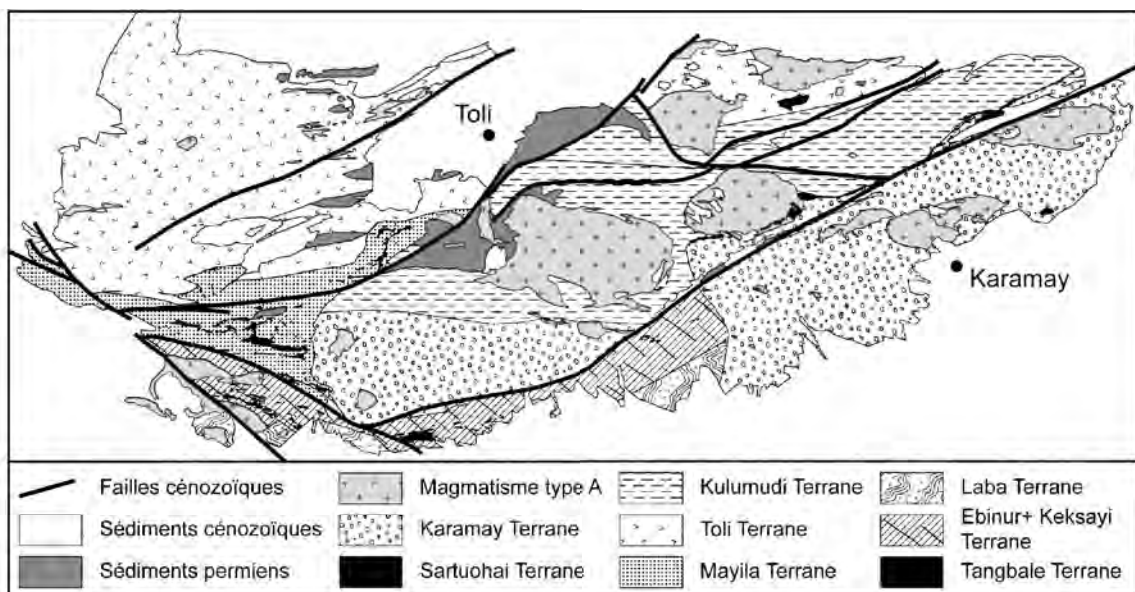 Toli
Karamay
Failles cénozoïques
Magmatisme type A
Kulumudi Terrane
Laba Terrane
Sédiments cénozoïques
Karamay Terrane
Toli Terrane
Ebinur+ Keksayi
Terrane
Sédiments permiens
Sartuohai Terrane
Mayila Terrane
Tangbale Terrane